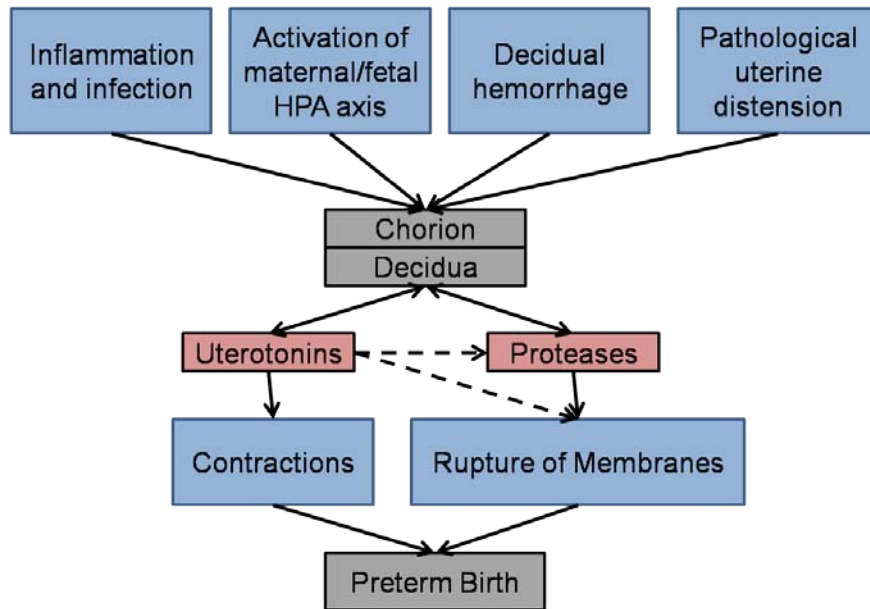 Inflammation
and infection
Activation of
maternal/fetal
HPA axis
Decidual
hemorrhage
Pathological
uterine
distension
Chorion
Decidua
Uterotonins
Proteases
Contractions
Rupture of Membranes
Preterm Birth